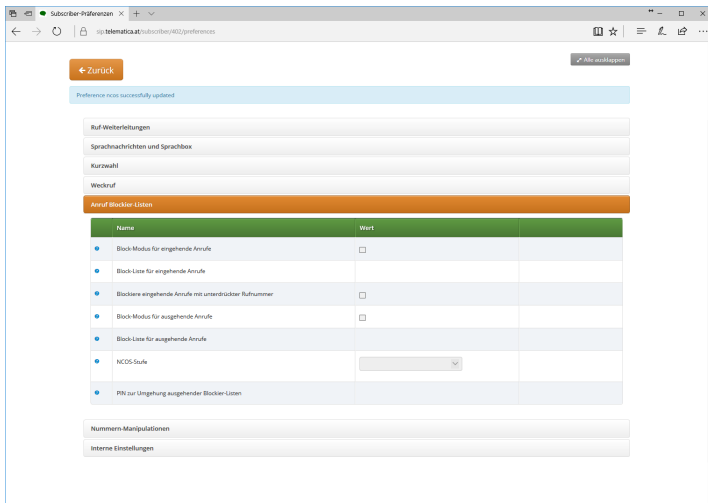 Subscriber-Präferenzen
sip.telematica.at/subscriber/402/preferences
Alle ausklappen
Zurück
Preference ncos successfully updated
Ruf-Weiterleitungen
Sprachnachrichten und Sprachbox
Kurzwahl
Weckruf
Anruf Blockier-Listen
Name Wert
Block-Modus für eingehende Anrufe
Block-Liste für eingehende Anrufe
Blockiere eingehende Anrufe mit unterdrückter Rufnummer
Block-Modus für ausgehende Anrufe
Block-Liste für ausgehende Anrufe
NCOS-Stufe
PIN zur Umgehung ausgehender Blockier-Listen
Nummern-Manipulationen
Interne Einstellungen